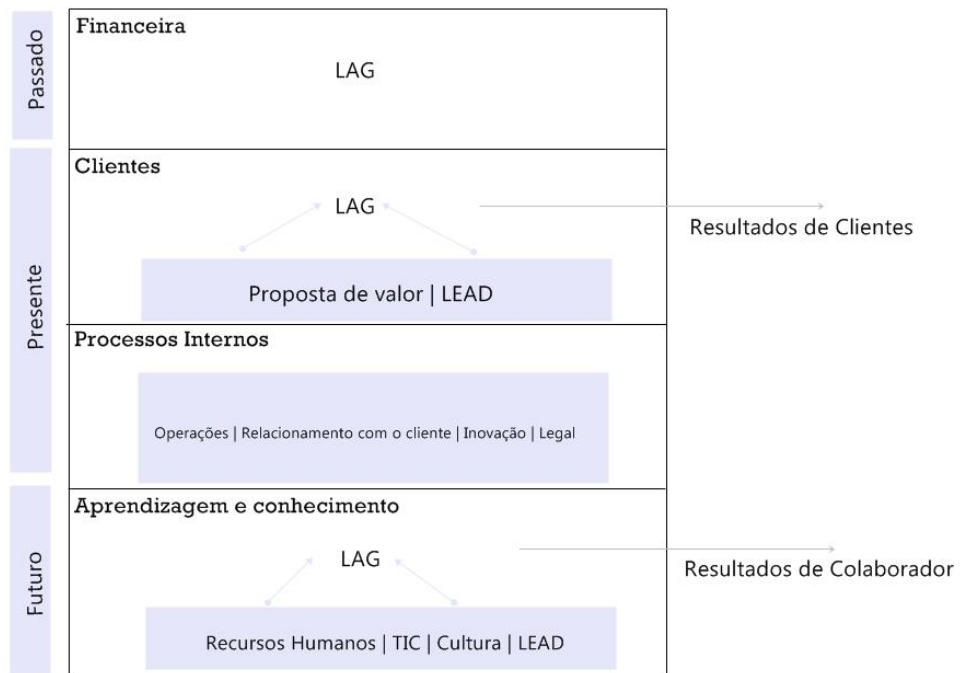 Passado
Financeira
LAG
Presente
Clientes
LAG
Resultados de Clientes
Proposta de valor | LEAD
Processos Internos
Operações | Relacionamento com o cliente | Inovação | Legal
Futuro
Aprendizagem e conhecimento
LAG
Resultados de Colaborador
Recursos Humanos | TIC | Cultura | LEAD